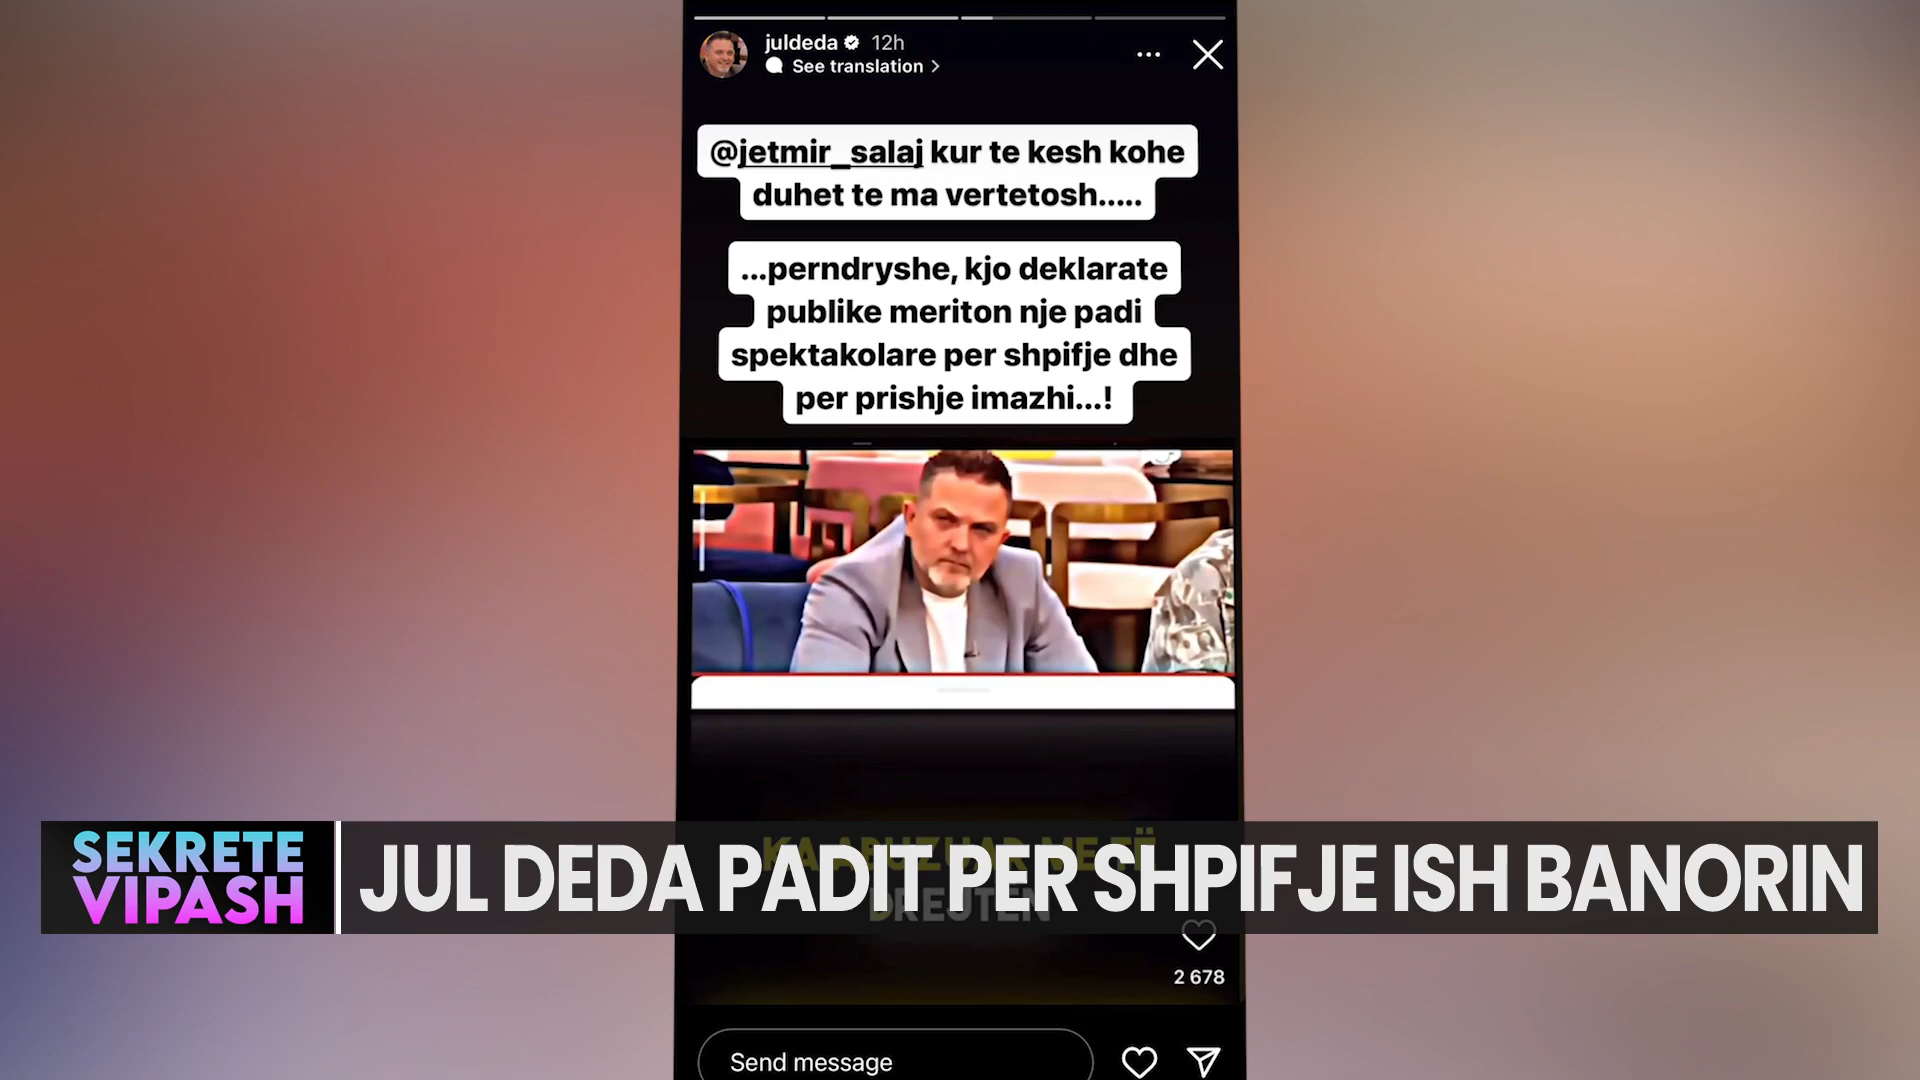 juldeda 12h
See translation
@jetmir_salaj kur te kesh kohe
duhet te ma vertetosh.....
...perndryshe, kjo deklarate
publike meriton nje padi
spektakolare per shpifje dhe
per prishje imazhi...!
SEKRETE
VIPASH
JUL DEDA PADIT PER SHPIFJE ISH BANORIN
2 678
Send message